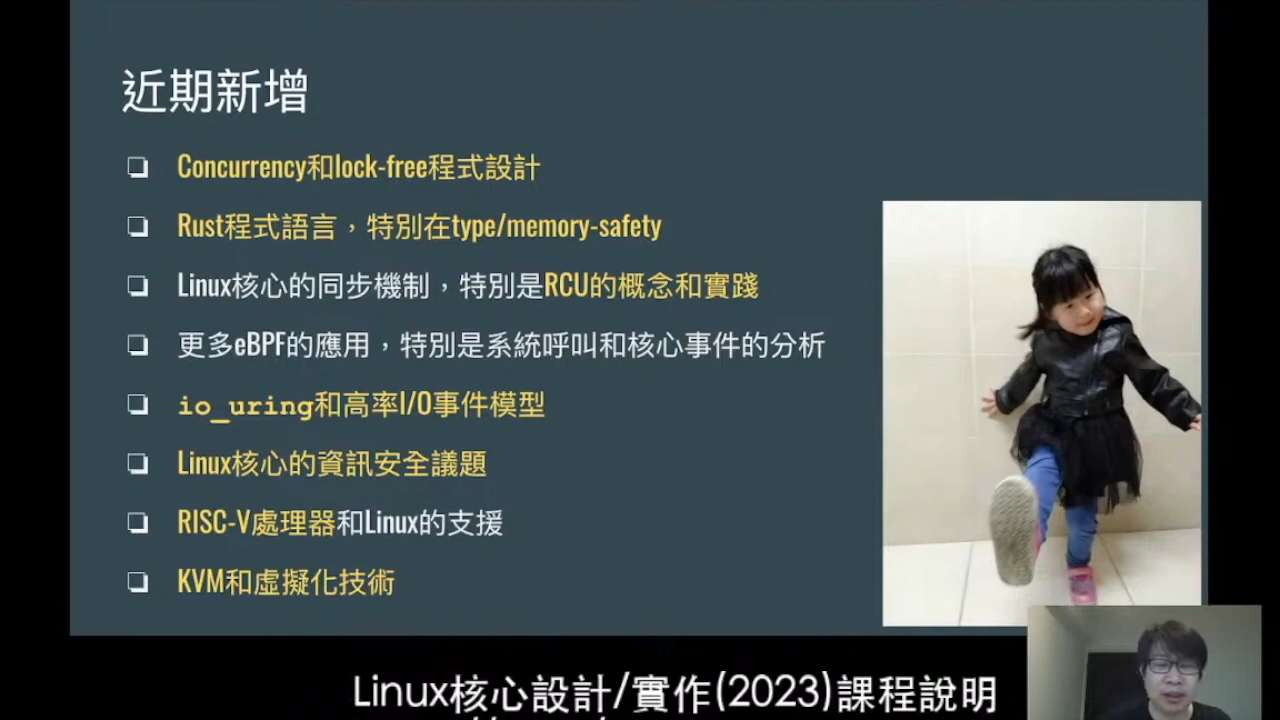 近期新增
Concurrency和lock-free程式設計
Rust程式語言，特別在type/memory-safety
Linux核心的同步機制，特別是RCU的概念和實踐
更多eBPF的應用，特別是系統呼叫和核心事件的分析
io_uring和高率I/O事件模型
Linux核心的資訊安全議題
RISC-V處理器和Linux的支援
KVM和虛擬化技術
Linux核心設計/實作(2023)課程說明